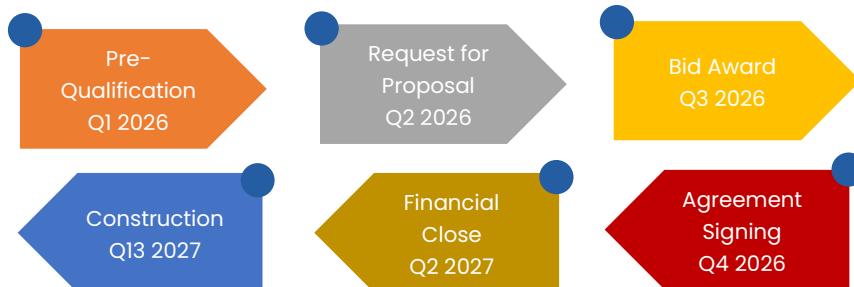 Pre-
Qualification
Q1 2026
Request for
Proposal
Q2 2026
Bid Award
Q3 2026
Agreement
Signing
Q4 2026
Financial
Close
Q2 2027
Construction
Q13 2027